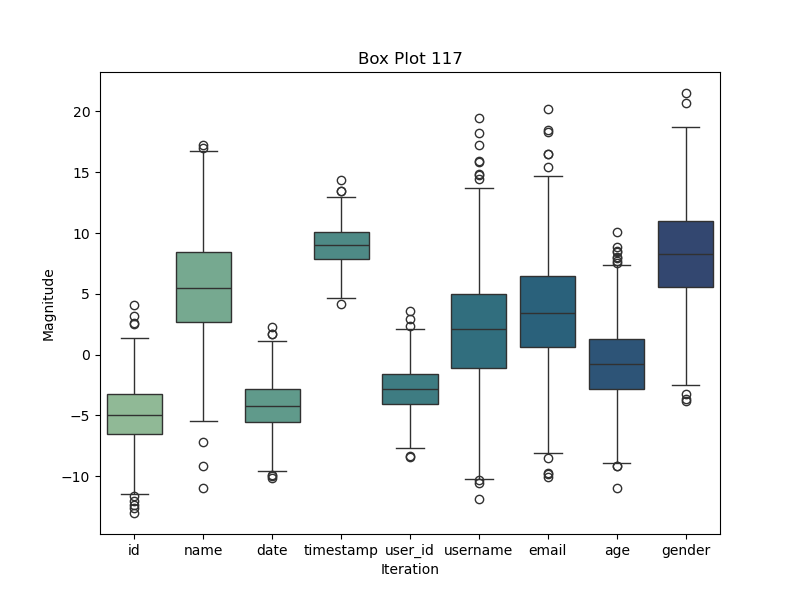 Box Plot 117
Magnitude
20
15
10
5
0
−5
−10
id name date timestamp user_id username email age gender
Iteration